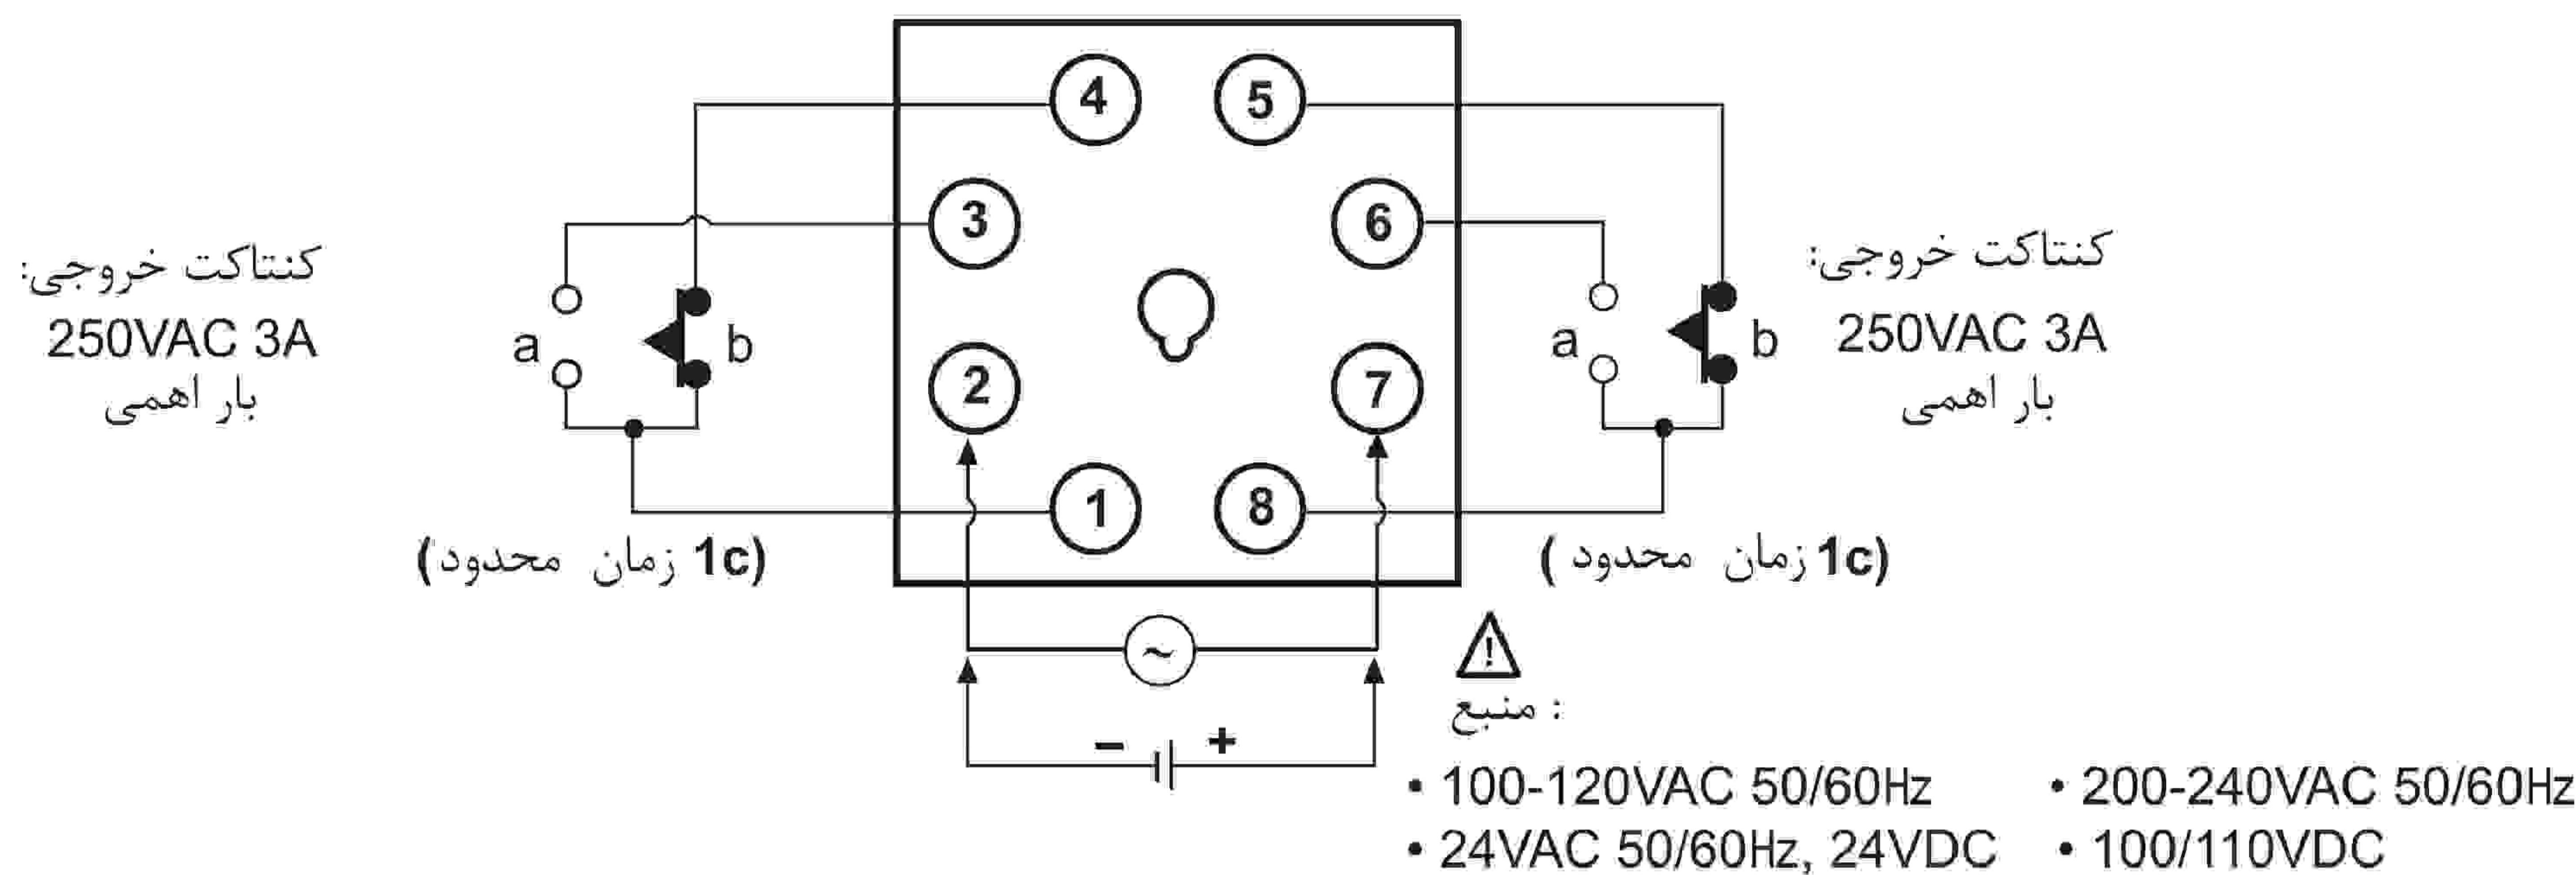 4
5
3
6
کنتاکت خروجی:
250VAC 3A
بار اهمی
a
b
2
7
a
b
کنتاکت خروجی:
250VAC 3A
بار اهمی
1
8
(1c زمان محدود)
(1c زمان محدود )
~
!
منبع :
− +
• 100-120VAC 50/60Hz
• 200-240VAC 50/60Hz
• 24VAC 50/60Hz, 24VDC
• 100/110VDC